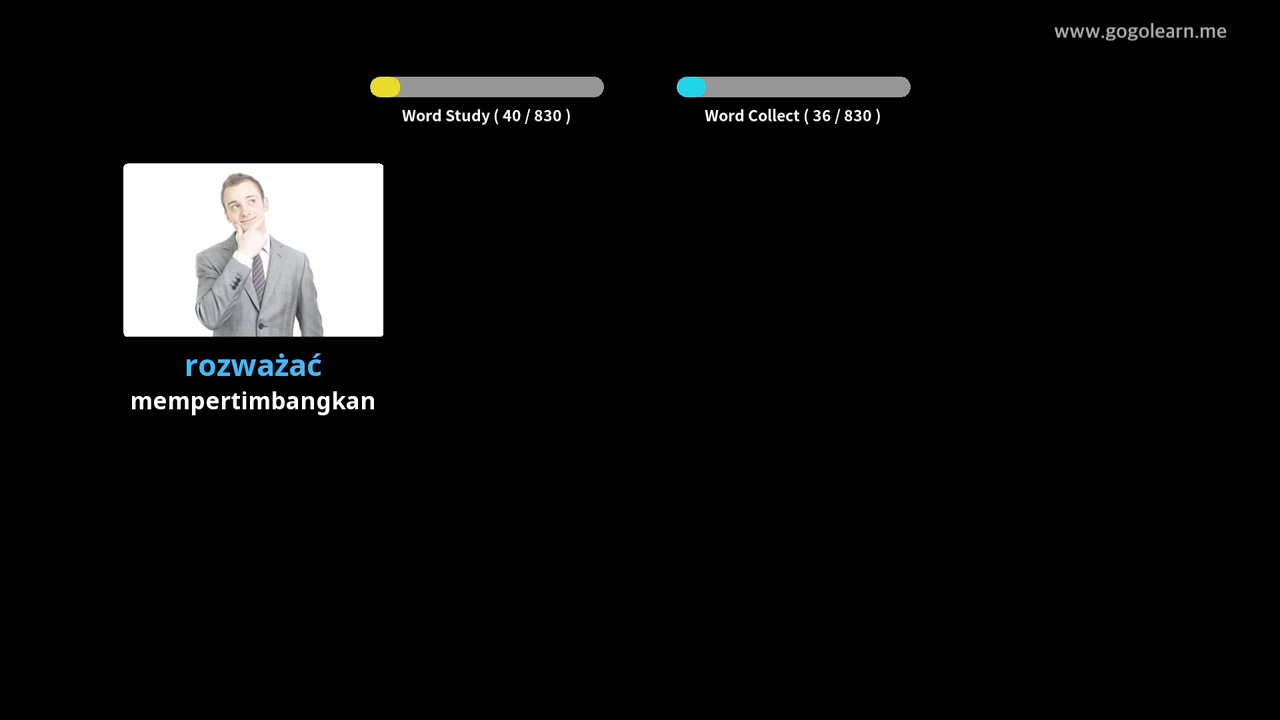 www.gogolearn.me
Word Study ( 40 / 830 )
Word Collect ( 36 / 830 )
rozważać
mempertimbangkan